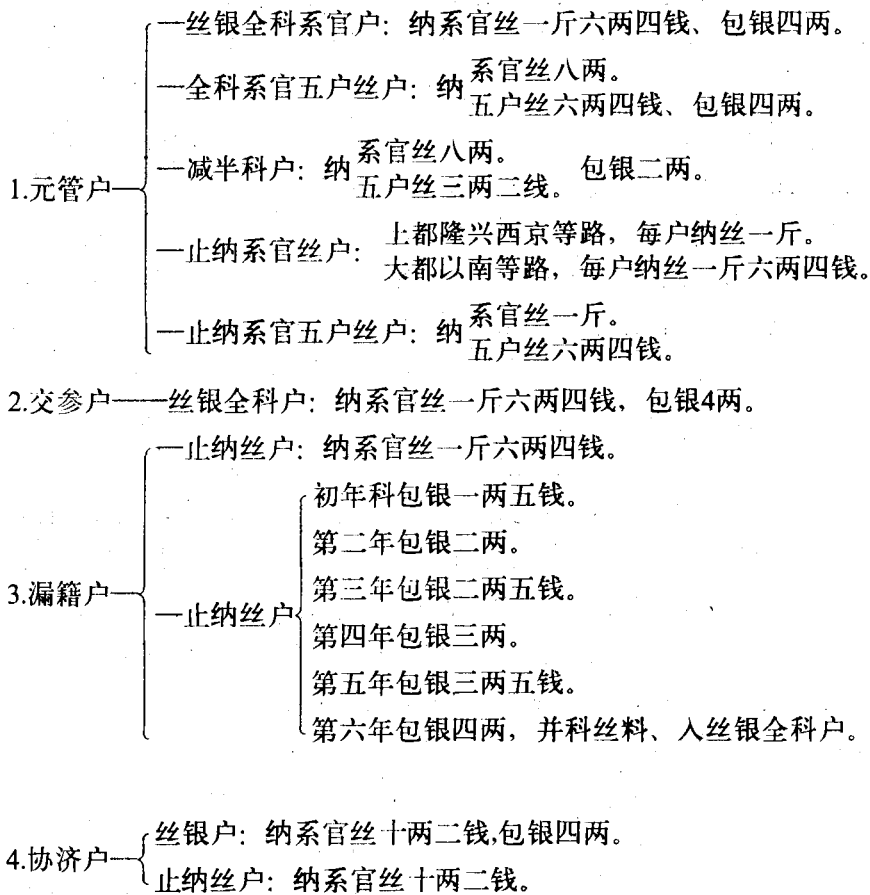 丝银全科系官户：纳系官丝一斤六两四钱、包银四两。
全科系官五户丝户：纳系官丝八两。
五户丝六两四钱、包银四两。
1.元管户
减半科户：纳系官丝八两。
五户丝三两二线。包银二两。
止纳系官丝户：上都隆兴西京等路，每户纳丝一斤。
大都以南等路，每户纳丝一斤六两四钱。
止纳系官五户丝户：纳系官丝一斤。
五户丝六两四钱。
2.交参户——丝银全科户：纳系官丝一斤六两四钱，包银4两。
止纳丝户：纳系官丝一斤六两四钱。
初年科包银一两五钱。
第二年包银二两。
3.漏籍户
第三年包银二两五钱。
止纳丝户
第四年包银三两。
第五年包银三两五钱。
第六年包银四两，并科丝料、入丝银全科户。
4.协济户
丝银户：纳系官丝十两二钱,包银四两。
止纳丝户：纳系官丝十两二钱。